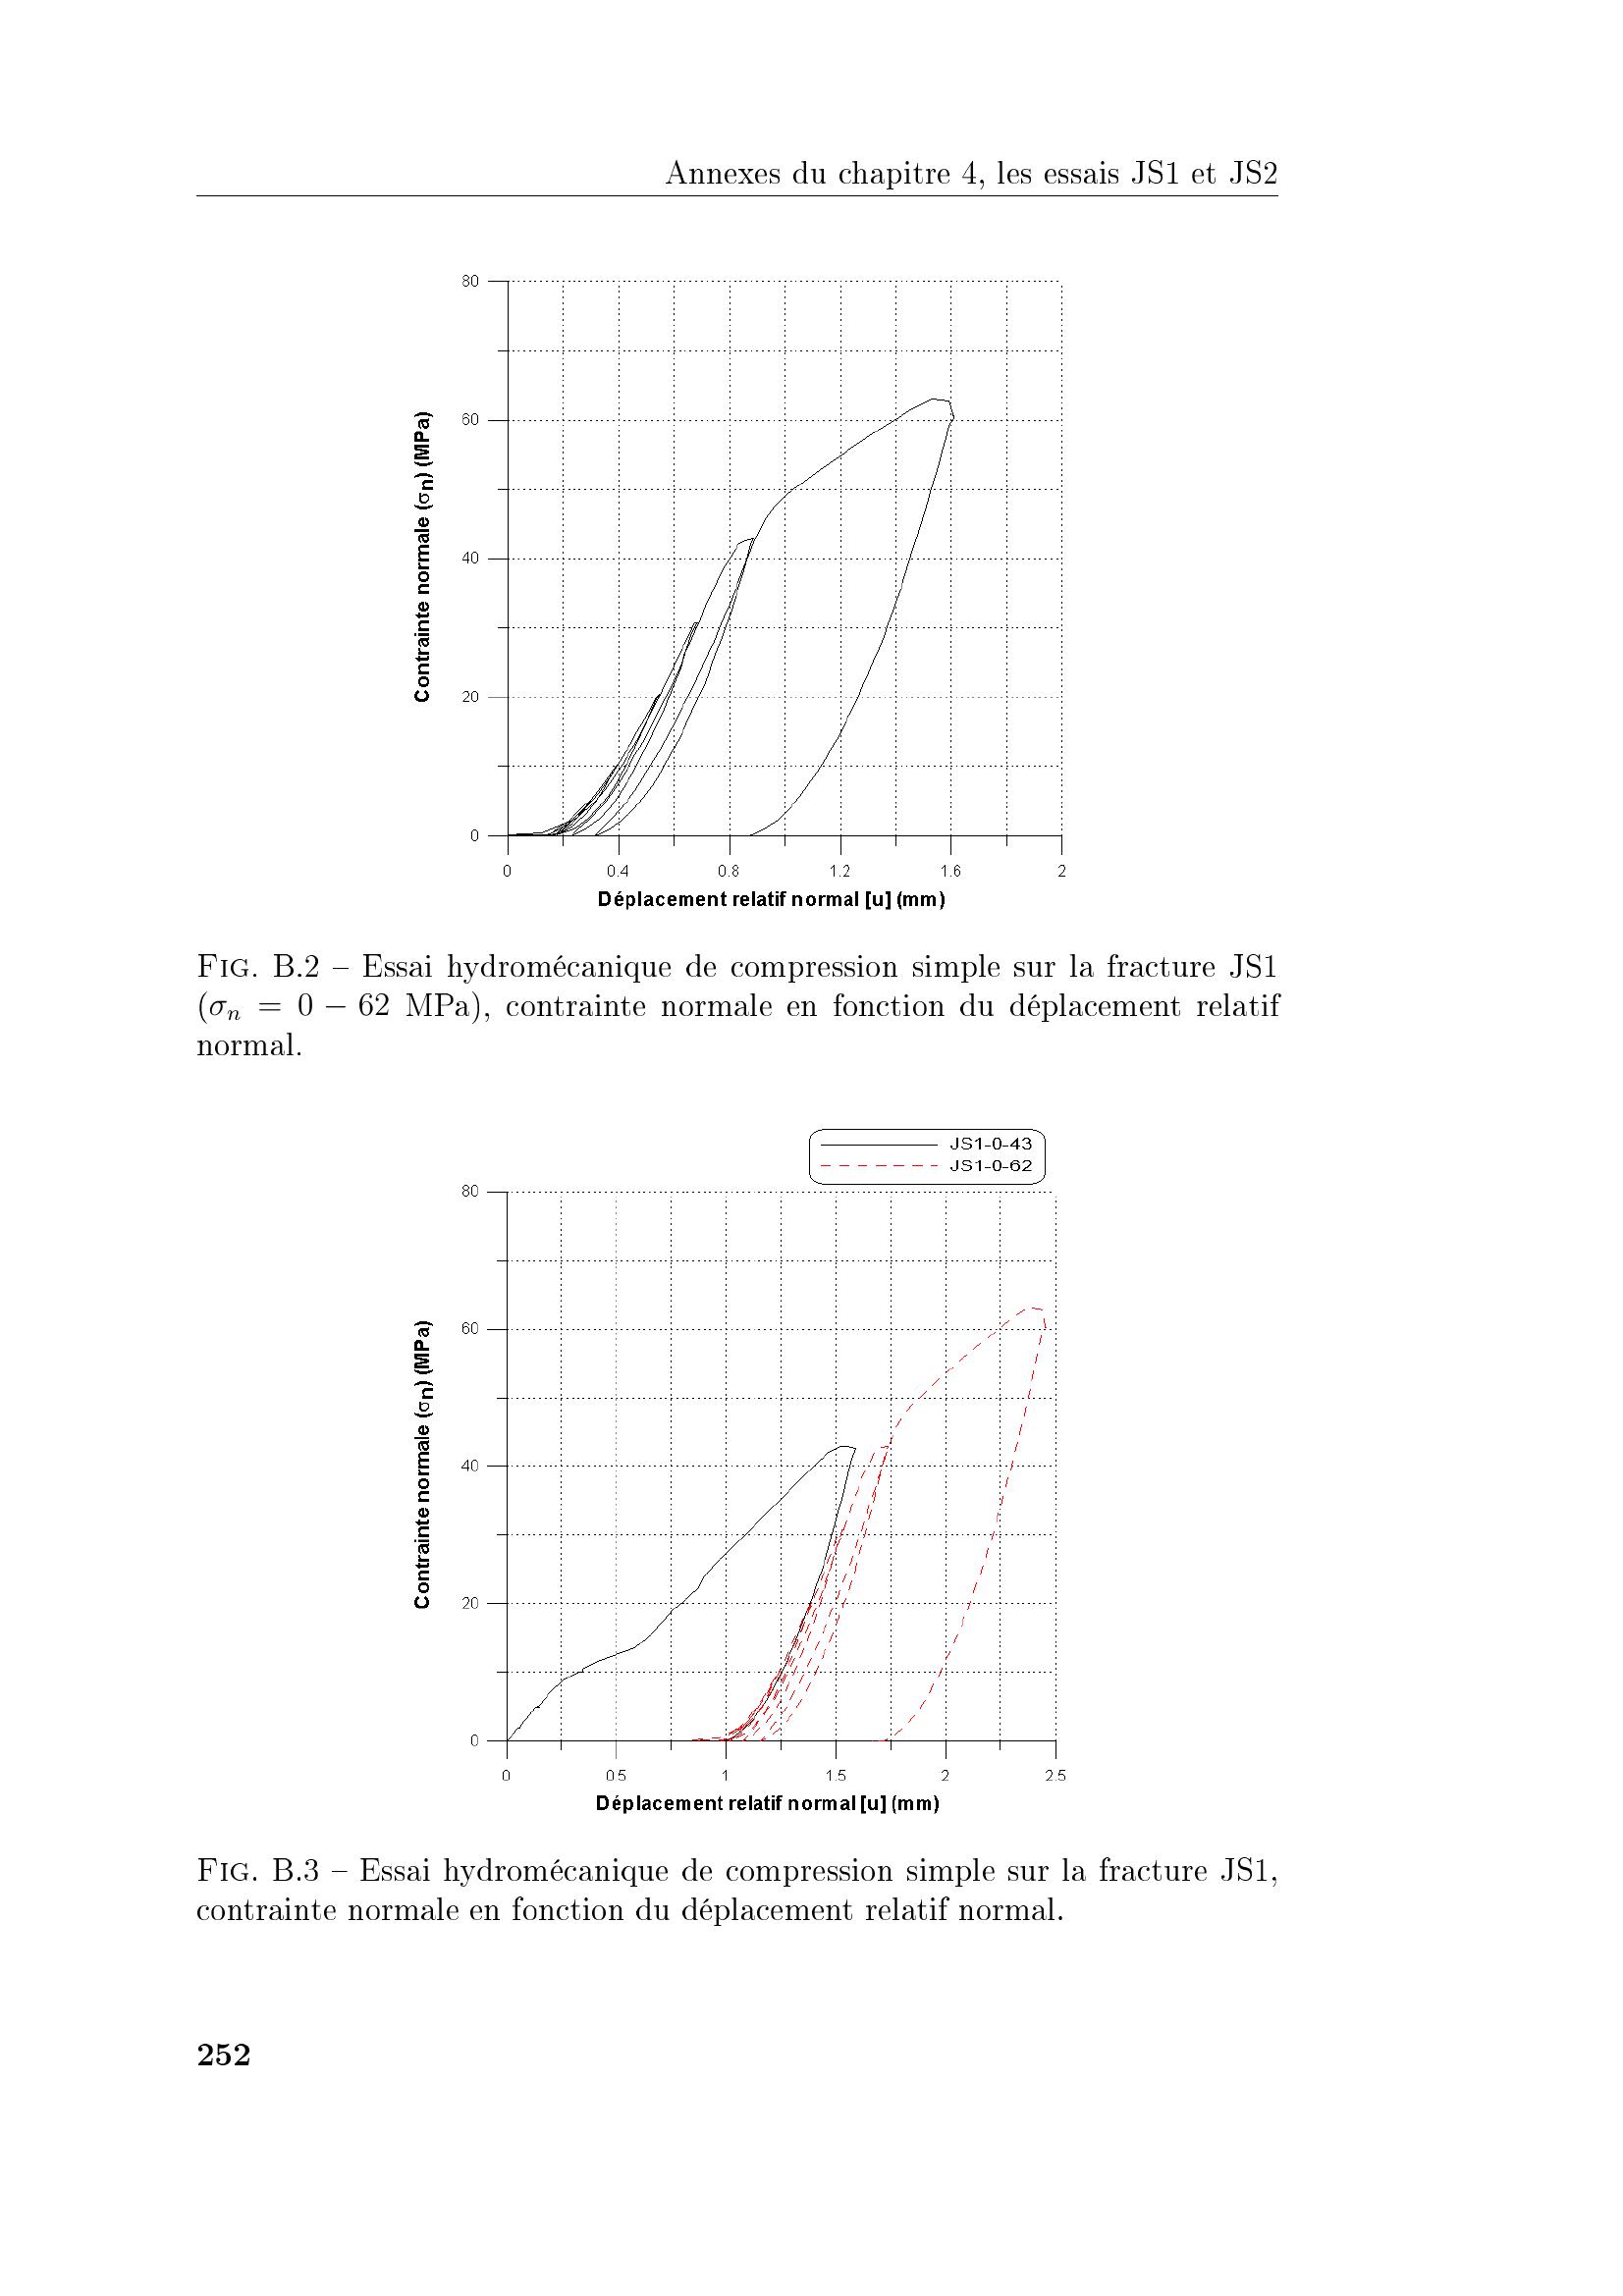 Annexes du chapitre 4, les essais JS1 et JS2
80
60
40
20
0
Contrainte normale (σn) (MPa)
0 0.4 0.8 1.2 1.6 2
Déplacement relatif normal [u] (mm)
FIG. B.2 – Essai hydromécanique de compression simple sur la fracture JS1
(σn = 0 – 62 MPa), contrainte normale en fonction du déplacement relatif
normal.
JS1-0-43
JS1-0-62
80
60
40
20
0
Contrainte normale (σn) (MPa)
0 0.5 1 1.5 2 2.5
Déplacement relatif normal [u] (mm)
FIG. B.3 – Essai hydromécanique de compression simple sur la fracture JS1,
contrainte normale en fonction du déplacement relatif normal.
252